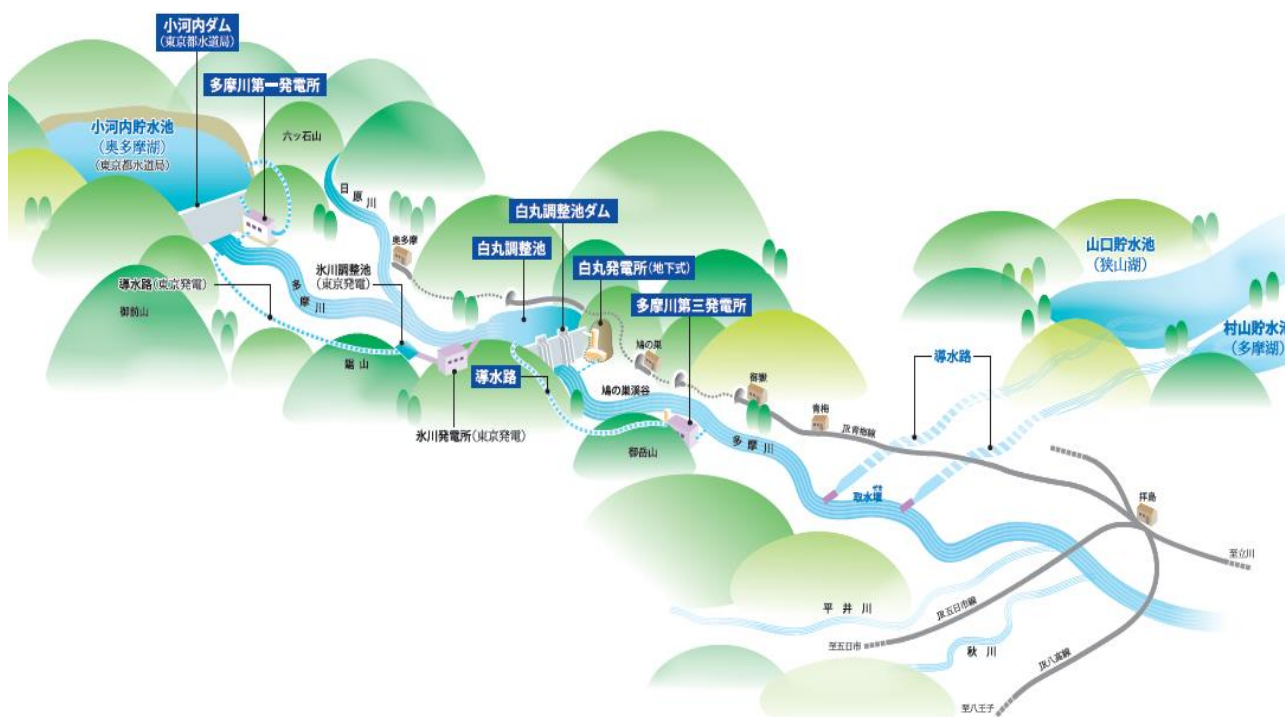 小河内ダム
(東京都水道局)
多摩川第一発電所
小河内貯水池
(奥多摩湖)
(東京都水道局)
六ッ石山
日原川
奥多摩
白丸調整池ダム
白丸調整池
白丸発電所(地下式)
多摩川第三発電所
氷川調整池
(東京発電)
多摩川
導水路(東京発電)
御前山
鋸山
氷川発電所(東京発電)
導水路
鳩の巣
鳩の巣渓谷
御嶽
御岳山
青梅
JR青梅線
多摩川
取水堰
導水路
山口貯水池
(狭山湖)
村山貯水池
(多摩湖)
拝島
至立川
平井川
JR五日市線
至五日市
秋川
JR八高線
至八王子